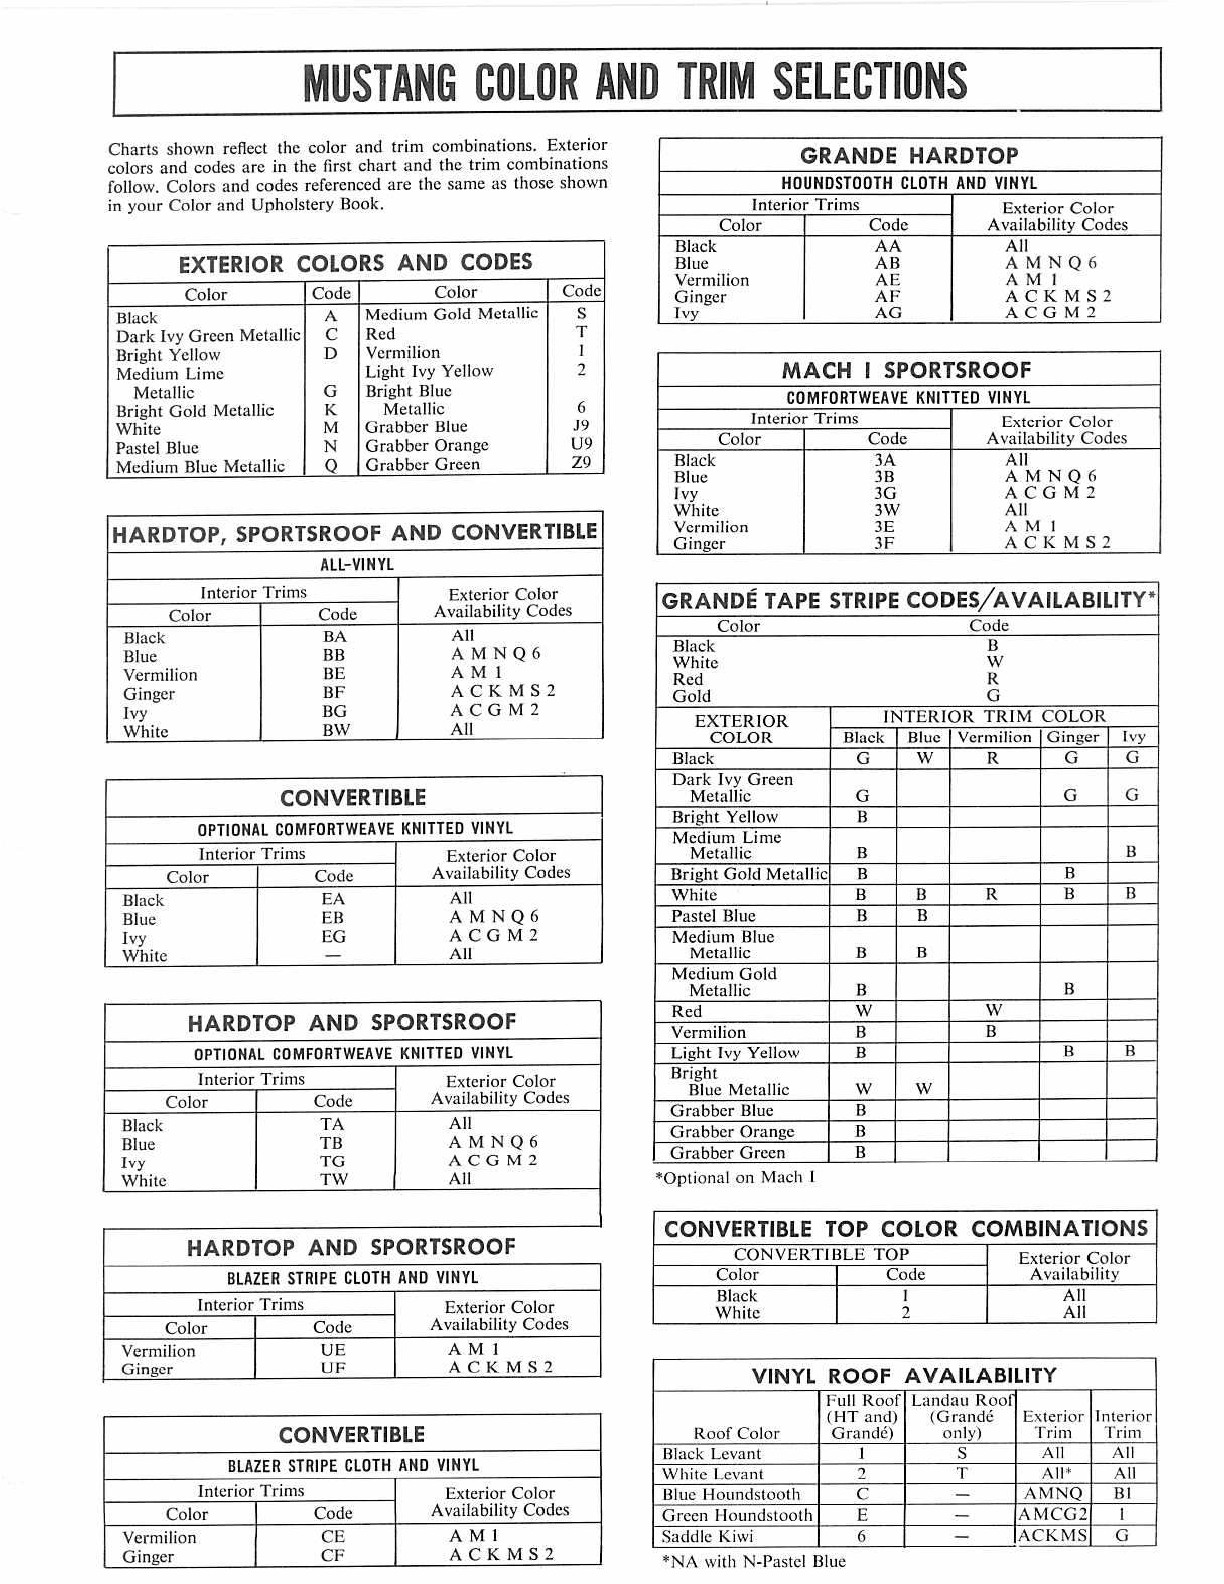 MUSTANG COLOR AND TRIM SELECTIONS
Charts shown reflect the color and trim combinations. Exterior
colors and codes are in the first chart and the trim combinations
follow. Colors and codes referenced are the same as those shown
in your Color and Upholstery Book.
EXTERIOR COLORS AND CODES
Color Code Color Code
Black A Medium Gold Metallic S
Dark Ivy Green Metallic C Red T
Bright Yellow D Vermilion 1
Medium Lime Light Ivy Yellow 2
Metallic G Bright Blue
Bright Gold Metallic K Metallic 6
White M Grabber Blue J9
Pastel Blue N Grabber Orange U9
Medium Blue Metallic Q Grabber Green Z9
HARDTOP, SPORTSROOF AND CONVERTIBLE
ALL-VINYL
Interior Trims Exterior Color
Color Code Availability Codes
Black BA All
Blue BB A M N Q 6
Vermilion BE A M 1
Ginger BF A C K M S 2
Ivy BG A C G M 2
White BW All
CONVERTIBLE
OPTIONAL COMFORTWEAVE KNITTED VINYL
Interior Trims Exterior Color
Color Code Availability Codes
Black EA All
Blue EB A M N Q 6
Ivy EG A C G M 2
White — All
HARDTOP AND SPORTSROOF
OPTIONAL COMFORTWEAVE KNITTED VINYL
Interior Trims Exterior Color
Color Code Availability Codes
Black TA All
Blue TB A M N Q 6
Ivy TG A C G M 2
White TW All
HARDTOP AND SPORTSROOF
BLAZER STRIPE CLOTH AND VINYL
Interior Trims Exterior Color
Color Code Availability Codes
Vermilion UE A M 1
Ginger UF A C K M S 2
CONVERTIBLE
BLAZER STRIPE CLOTH AND VINYL
Interior Trims Exterior Color
Color Code Availability Codes
Vermilion CE A M 1
Ginger CF A C K M S 2
GRANDE HARDTOP
HOUNDSTOOTH CLOTH AND VINYL
Interior Trims Exterior Color
Color Code Availability Codes
Black AA All
Blue AB A M N Q 6
Vermilion AE A M 1
Ginger AF A C K M S 2
Ivy AG A C G M 2
MACH I SPORTSROOF
COMFORTWEAVE KNITTED VINYL
Interior Trims Exterior Color
Color Code Availability Codes
Black 3A All
Blue 3B A M N Q 6
Ivy 3G A C G M 2
White 3W All
Vermilion 3E A M 1
Ginger 3F A C K M S 2
GRANDÉ TAPE STRIPE CODES/AVAILABILITY*
Color Code
Black B
White W
Red R
Gold G
EXTERIOR INTERIOR TRIM COLOR
COLOR Black Blue Vermilion Ginger Ivy
Black G W R G G
Dark Ivy Green
Metallic G G G
Bright Yellow B
Medium Lime
Metallic B B
Bright Gold Metallic B B
White B B R B B
Pastel Blue B B
Medium Blue
Metallic B B
Medium Gold
Metallic B B
Red W W
Vermilion B B
Light Ivy Yellow B B B
Bright
Blue Metallic W W
Grabber Blue B
Grabber Orange B
Grabber Green B
*Optional on Mach I
CONVERTIBLE TOP COLOR COMBINATIONS
CONVERTIBLE TOP Exterior Color
Color Code Availability
Black 1 All
White 2 All
VINYL ROOF AVAILABILITY
Full Roof Landau Roof
(HT and) (Grandé Exterior Interior
Roof Color Grandé) only) Trim Trim
Black Levant 1 S All All
White Levant 2 T All* All
Blue Houndstooth C — AMNQ B1
Green Houndstooth E — AMCG2 1
Saddle Kiwi 6 — ACKMS G
*NA with N-Pastel Blue